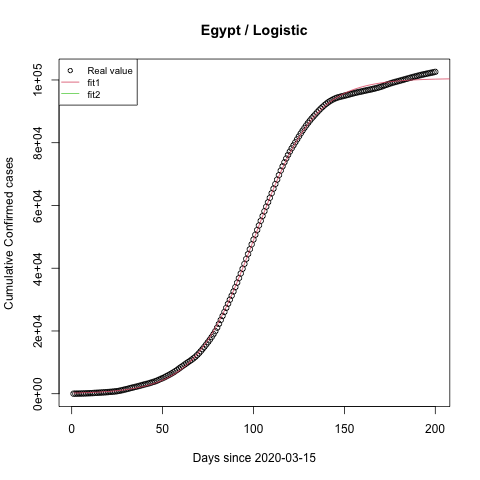 Egypt / Logistic
Real value
fit1
fit2
1e+05
8e+04
6e+04
4e+04
2e+04
0e+00
Cumulative Confirmed cases
0 50 100 150 200
Days since 2020-03-15